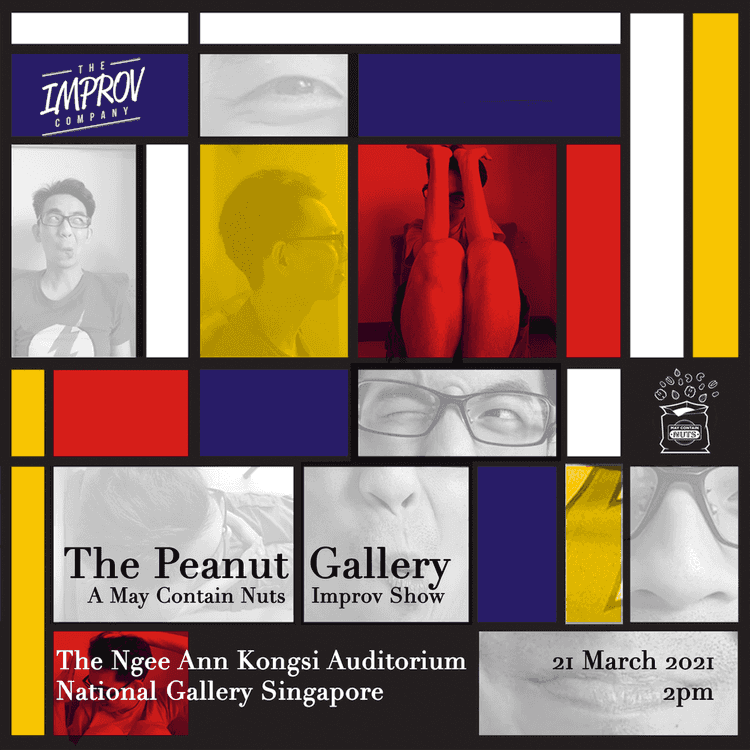 THE
IMPROV
COMPANY
MAY CONTAIN
NUTS
The Peanut Gallery
A May Contain Nuts Improv Show
The Ngee Ann Kongsi Auditorium
National Gallery Singapore
21 March 2021
2pm